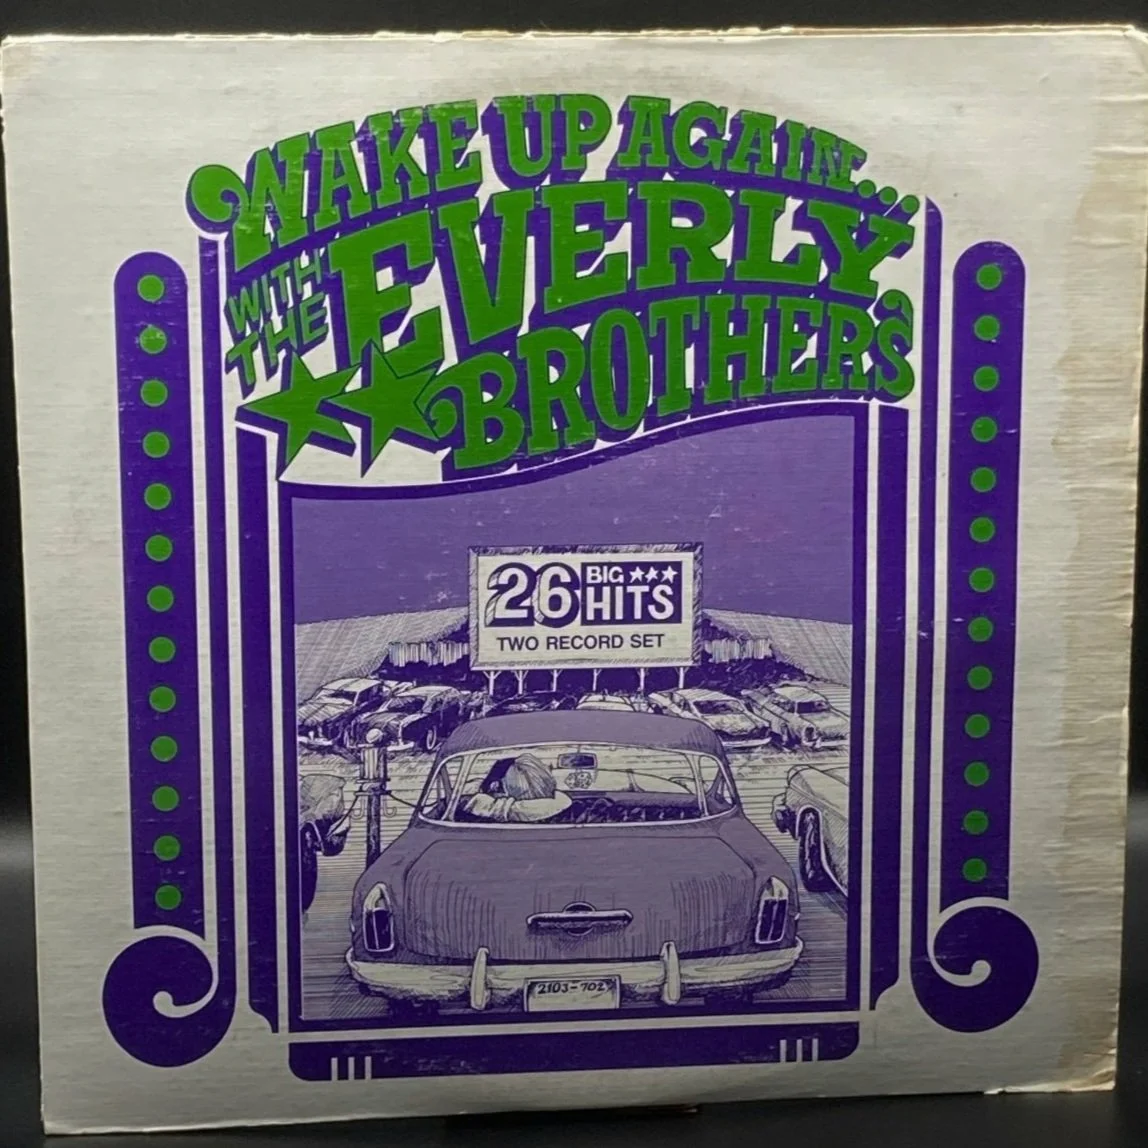 WAKE UP AGAIN...
WITH THE EVERLY
BROTHERS
26 BIG HITS
TWO RECORD SET
2103-702